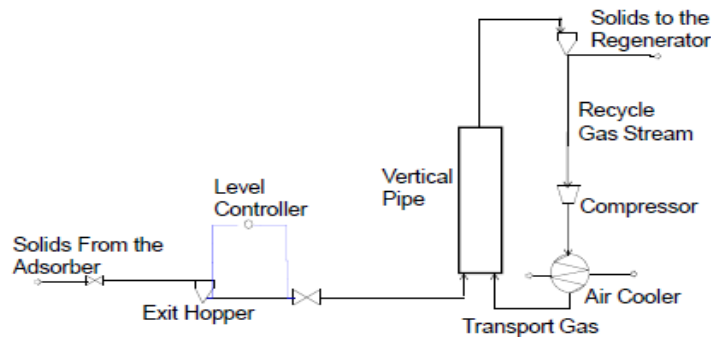 Solids to the
Regenerator
Recycle
Gas Stream
Vertical
Pipe
Level
Controller
Compressor
Solids From the
Adsorber
Exit Hopper
Air Cooler
Transport Gas